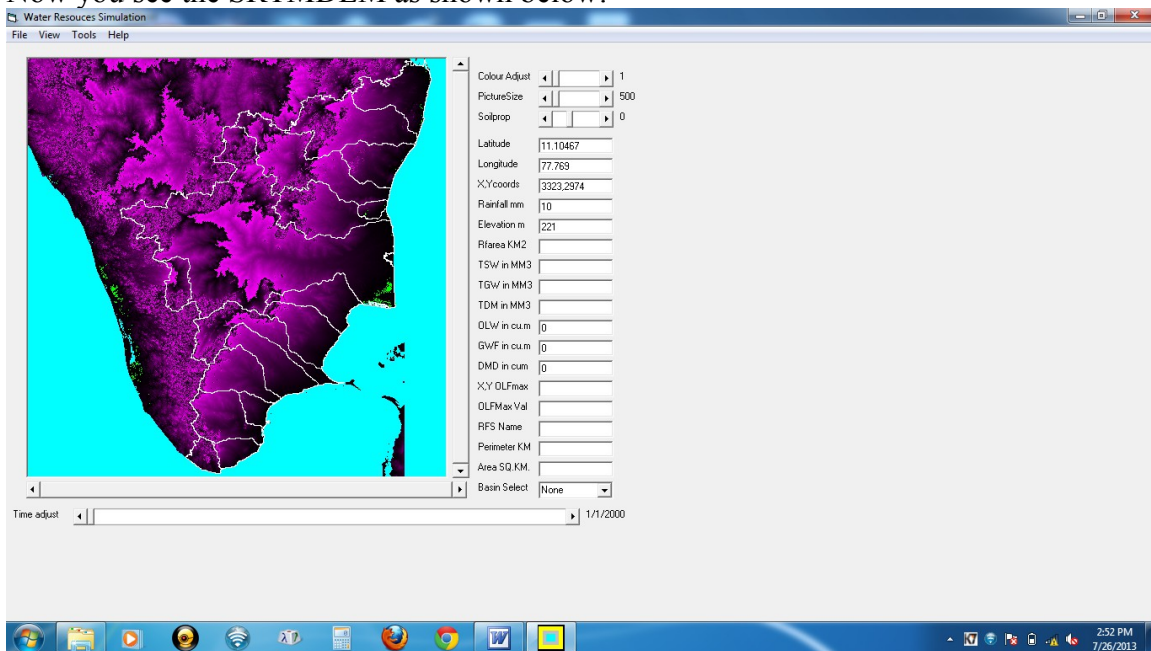 Now you see the SRTMDEM as shown below:
Water Resouces Simulation
File View Tools Help
Colour Adjust 1
PictureSize 500
Soilprop 0
Latitude 11.10467
Longitude 77.769
X,Ycoords 3323,2974
Rainfall mm 10
Elevation m 221
Rfarea KM2
TSW in MM3
TGW in MM3
TDM in MM3
OLW in cu.m 0
GWF in cu.m 0
DMD in cum 0
X,Y OLFmax
OLFMax Val
RFS Name
Perimeter KM
Area SQ.KM.
Basin Select None
Time adjust 1/1/2000
2:52 PM
7/26/2013